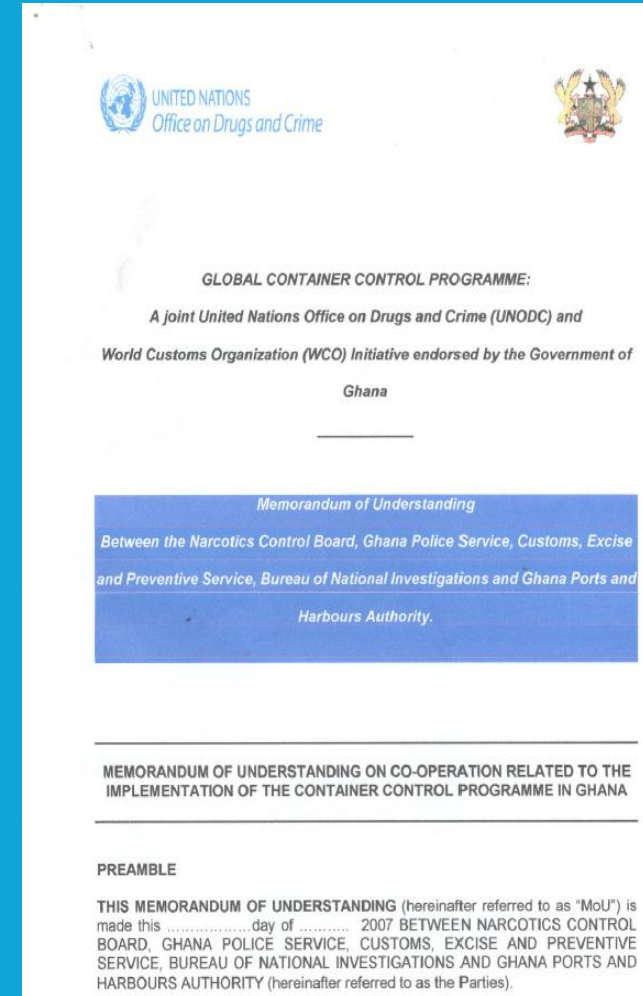 UNITED NATIONS
Office on Drugs and Crime
GLOBAL CONTAINER CONTROL PROGRAMME:
A joint United Nations Office on Drugs and Crime (UNODC) and
World Customs Organization (WCO) Initiative endorsed by the Government of
Ghana
Memorandum of Understanding
Between the Narcotics Control Board, Ghana Police Service, Customs, Excise
and Preventive Service, Bureau of National Investigations and Ghana Ports and
Harbours Authority.
MEMORANDUM OF UNDERSTANDING ON CO-OPERATION RELATED TO THE
IMPLEMENTATION OF THE CONTAINER CONTROL PROGRAMME IN GHANA
PREAMBLE
THIS MEMORANDUM OF UNDERSTANDING (hereinafter referred to as "MoU") is
made this ..................day of ........... 2007 BETWEEN NARCOTICS CONTROL
BOARD, GHANA POLICE SERVICE, CUSTOMS, EXCISE AND PREVENTIVE
SERVICE, BUREAU OF NATIONAL INVESTIGATIONS AND GHANA PORTS AND
HARBOURS AUTHORITY (hereinafter referred to as the Parties).